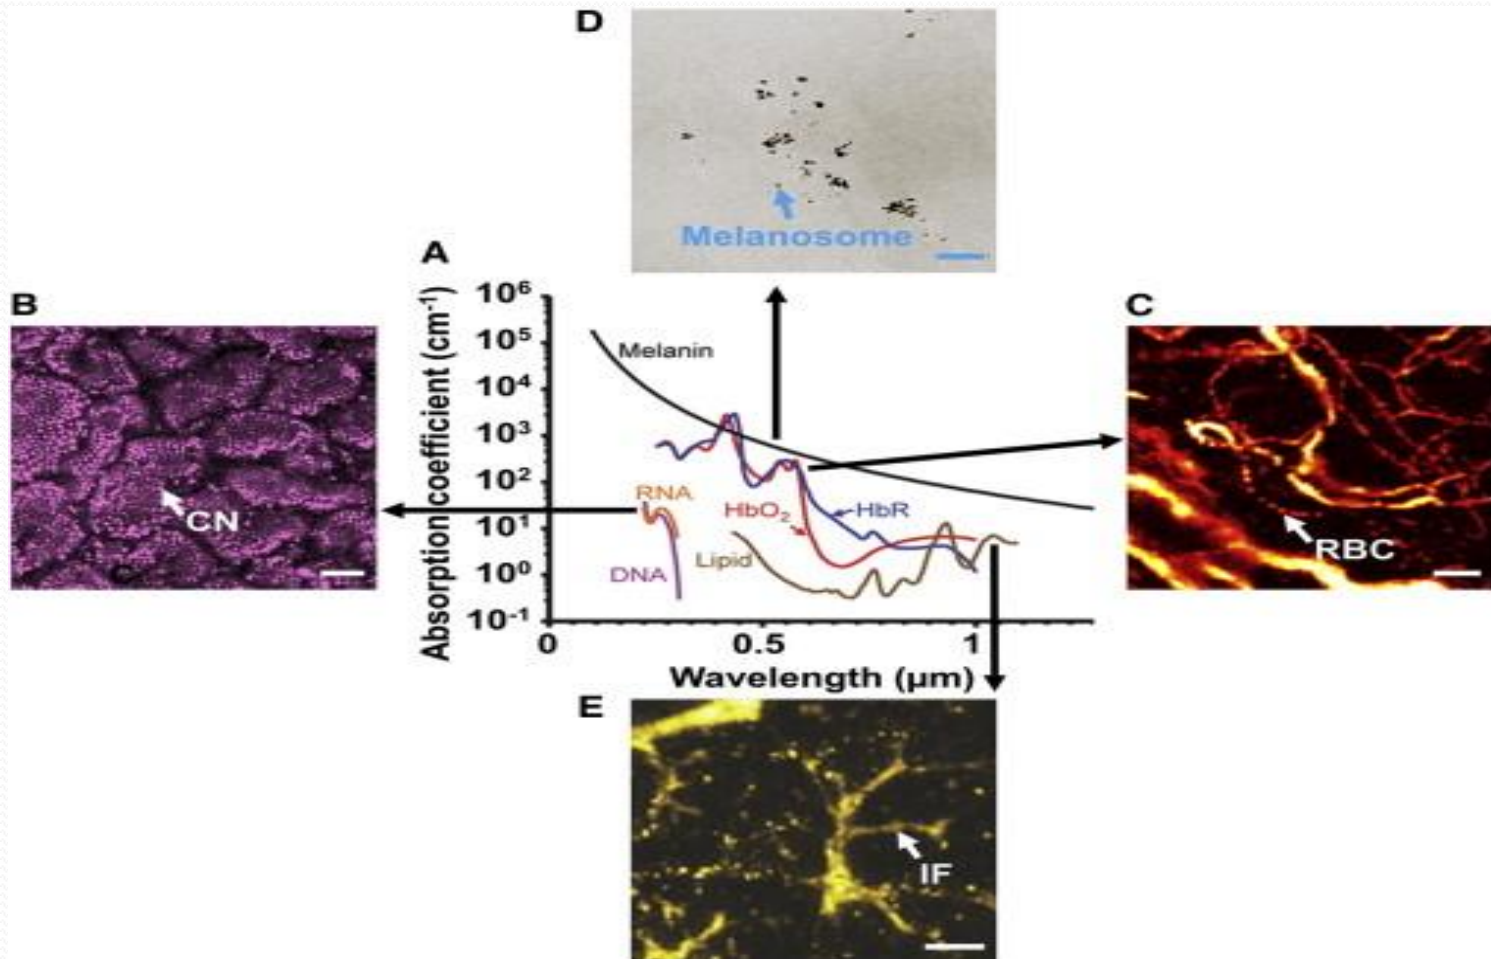 D
Melanosome
A
B
C
Absorption coefficient (cm⁻¹)
10⁶
10⁵
10⁴
10³
10²
10¹
10⁰
10⁻¹
Melanin
RNA
HbO₂
HbR
DNA
Lipid
CN
RBC
0
0.5
1
Wavelength (μm)
E
IF